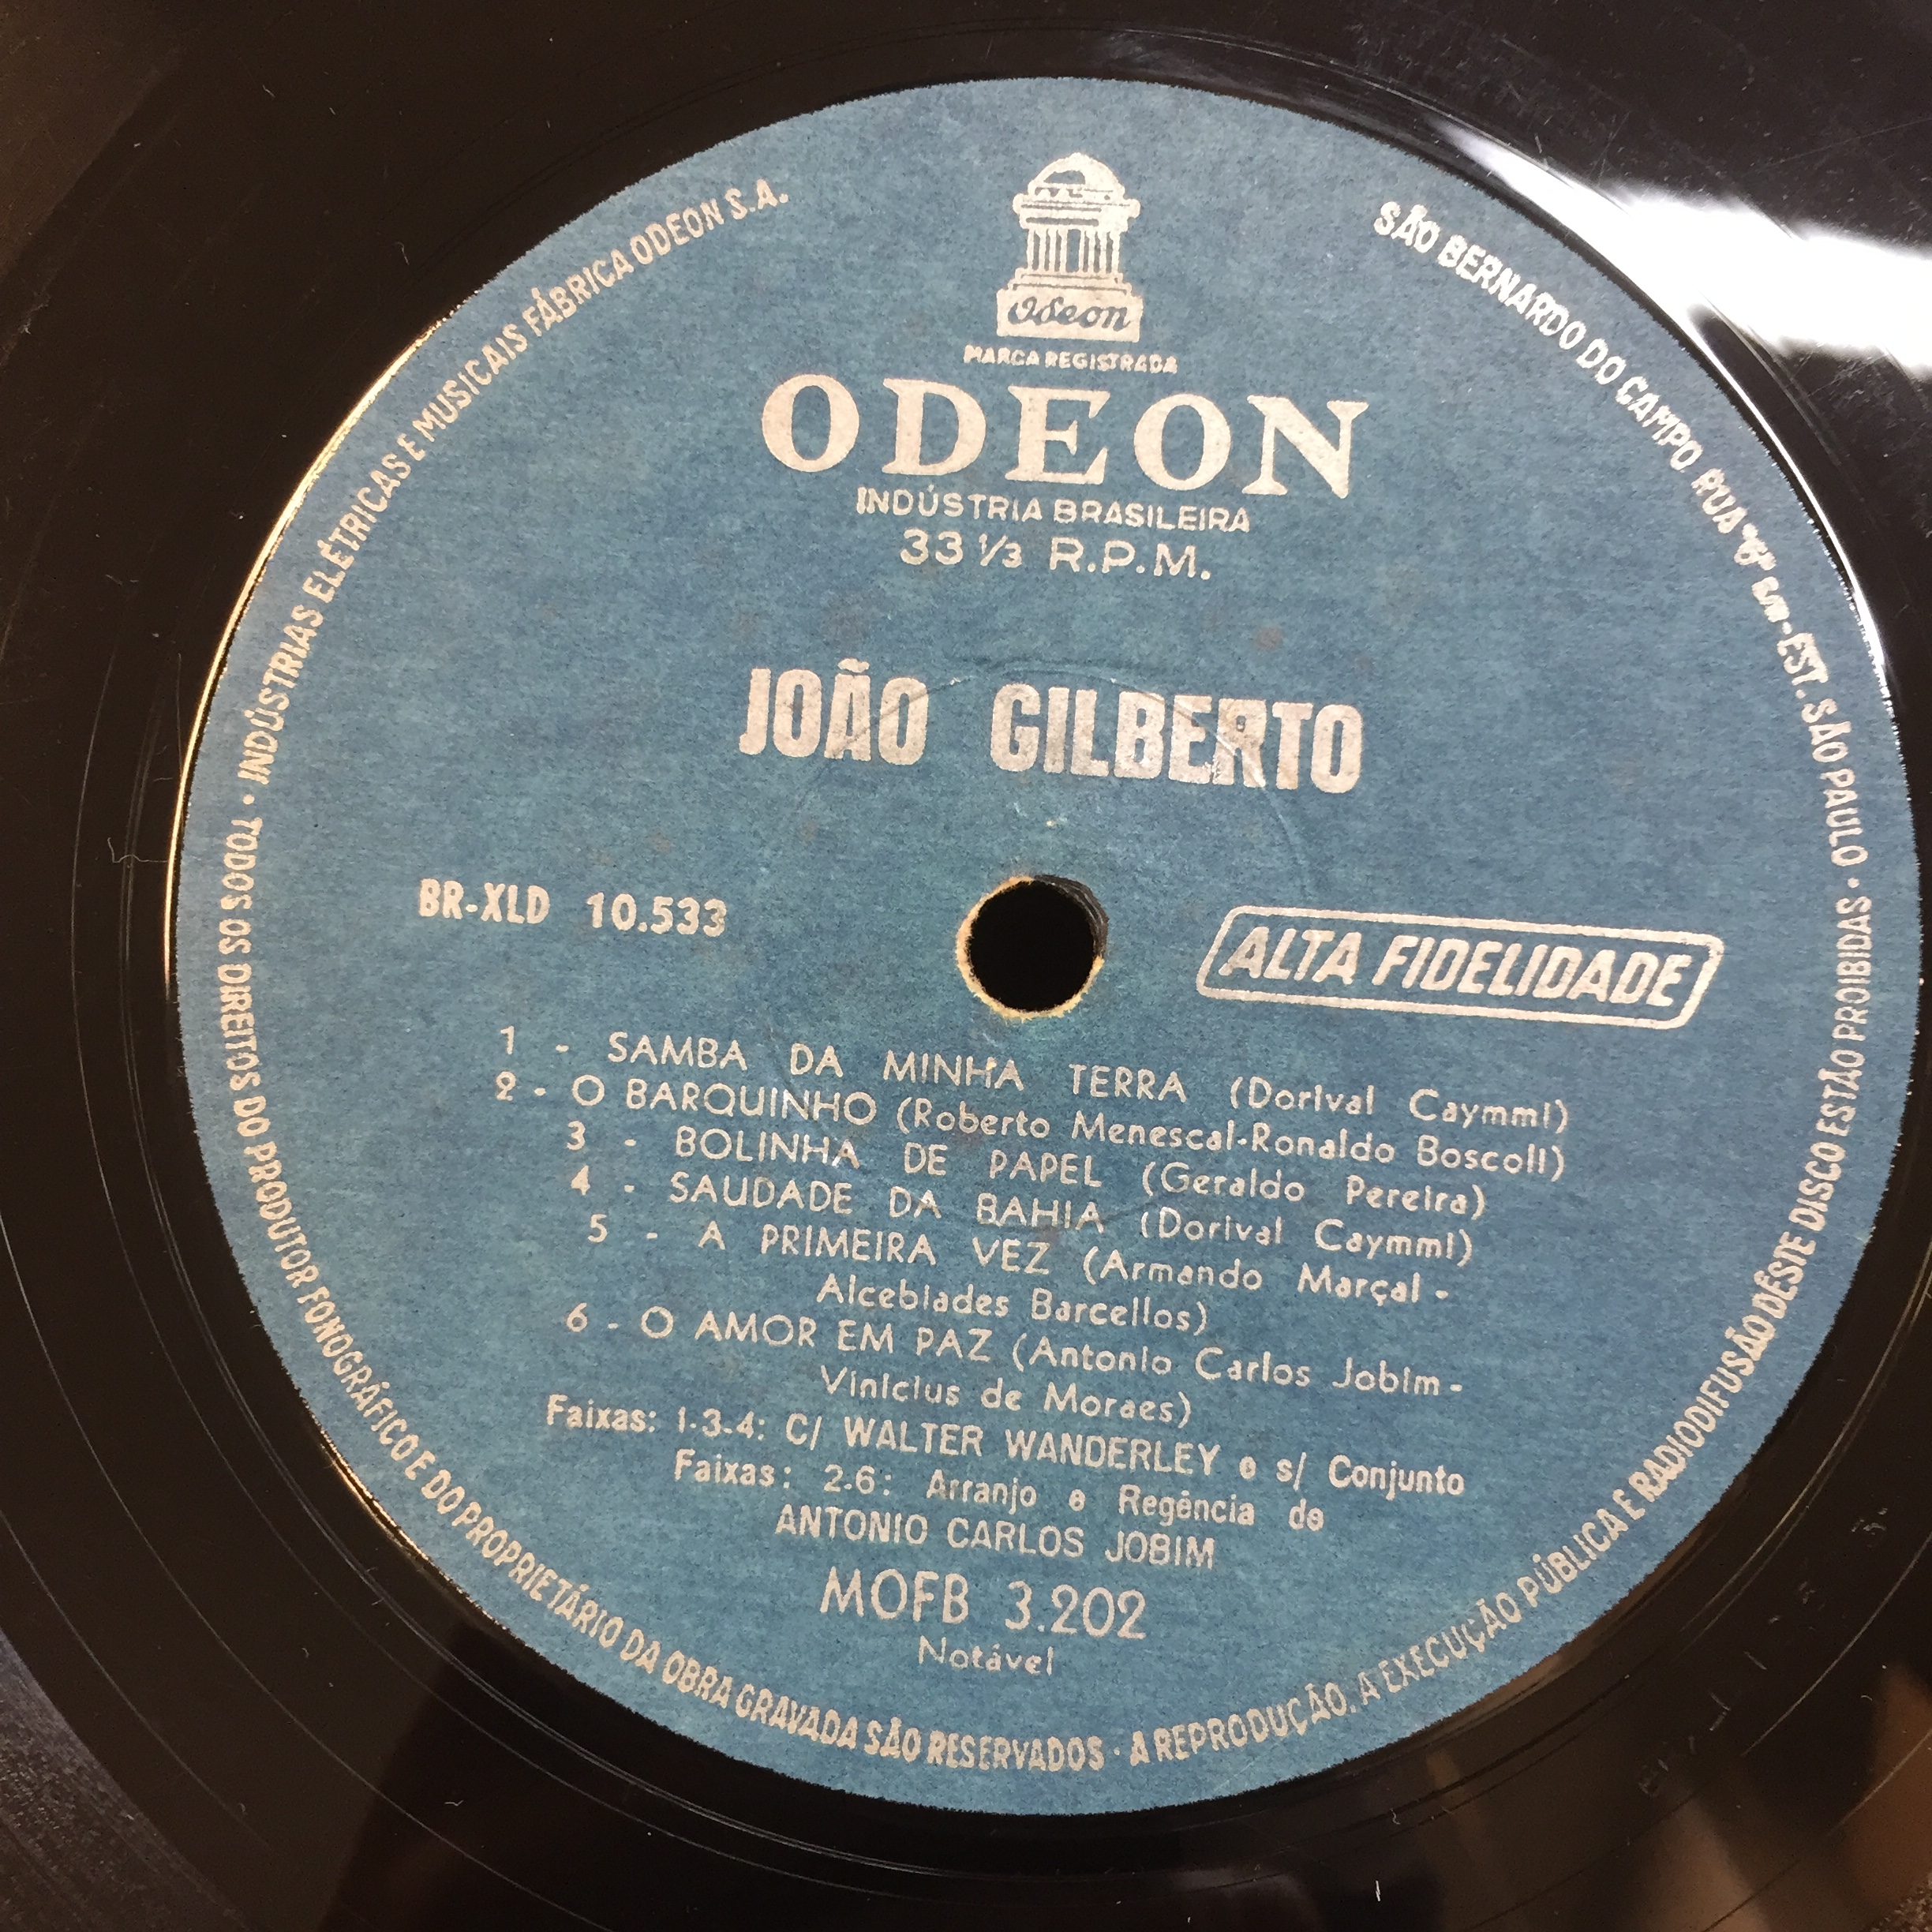 Odeon
MARCA REGISTRADA
ODEON
INDÚSTRIA BRASILEIRA
33 1/3 R.P.M.
JOÃO GILBERTO
BR-XLD 10.533
ALTA FIDELIDADE
1 - SAMBA DA MINHA TERRA (Dorival Caymmi)
2 - O BARQUINHO (Roberto Menescal-Ronaldo Boscoli)
3 - BOLINHA DE PAPEL (Geraldo Pereira)
4 - SAUDADE DA BAHIA (Dorival Caymmi)
5 - A PRIMEIRA VEZ (Armando Marçal -
Alcebiades Barcellos)
6 - O AMOR EM PAZ (Antonio Carlos Jobim -
Vinicius de Moraes)
Faixas: 1-3-4: C/ WALTER WANDERLEY e s/ Conjunto
Faixas: 2-6: Arranjo e Regência de
ANTONIO CARLOS JOBIM
MOFB 3.202
Notável
TODOS OS DIREITOS DO PRODUTOR FONOGRÁFICO E DO PROPRIETÁRIO DA OBRA GRAVADA SÃO RESERVADOS · A REPRODUÇÃO, A EXECUÇÃO PÚBLICA E RADIODIFUSÃO DÊSTE DISCO ESTÃO PROIBIDAS ·
INDÚSTRIAS ELÉTRICAS E MUSICAIS FÁBRICA ODEON S.A.
SÃO BERNARDO DO CAMPO, RUA - EST. SÃO PAULO ·